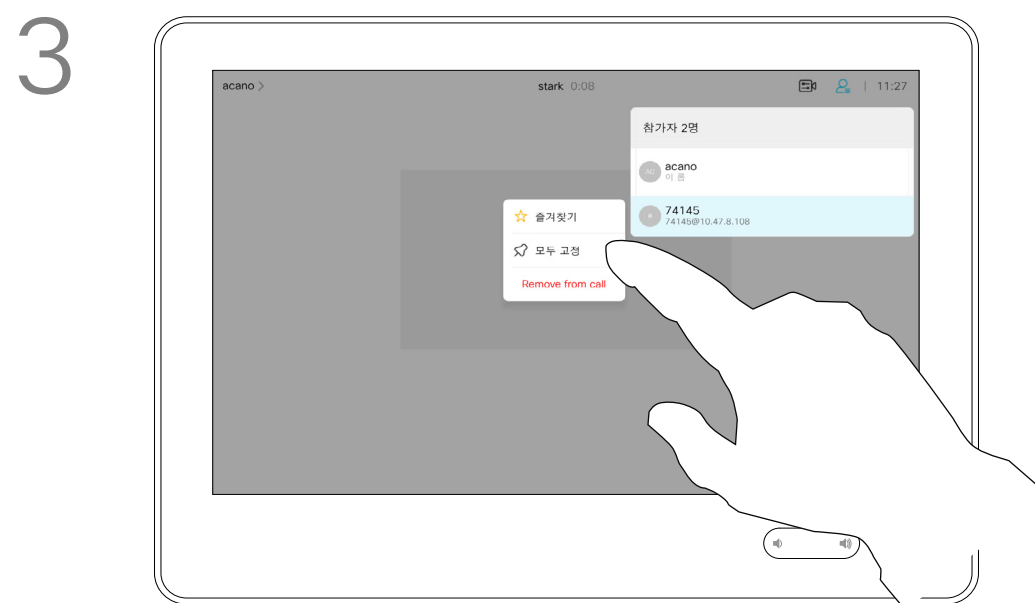 3
acano >
stark 0:08
11:27
참가자 2명
AC
acano
이 름
74145
74145@10.47.8.108
즐겨찾기
모두 고정
Remove from call